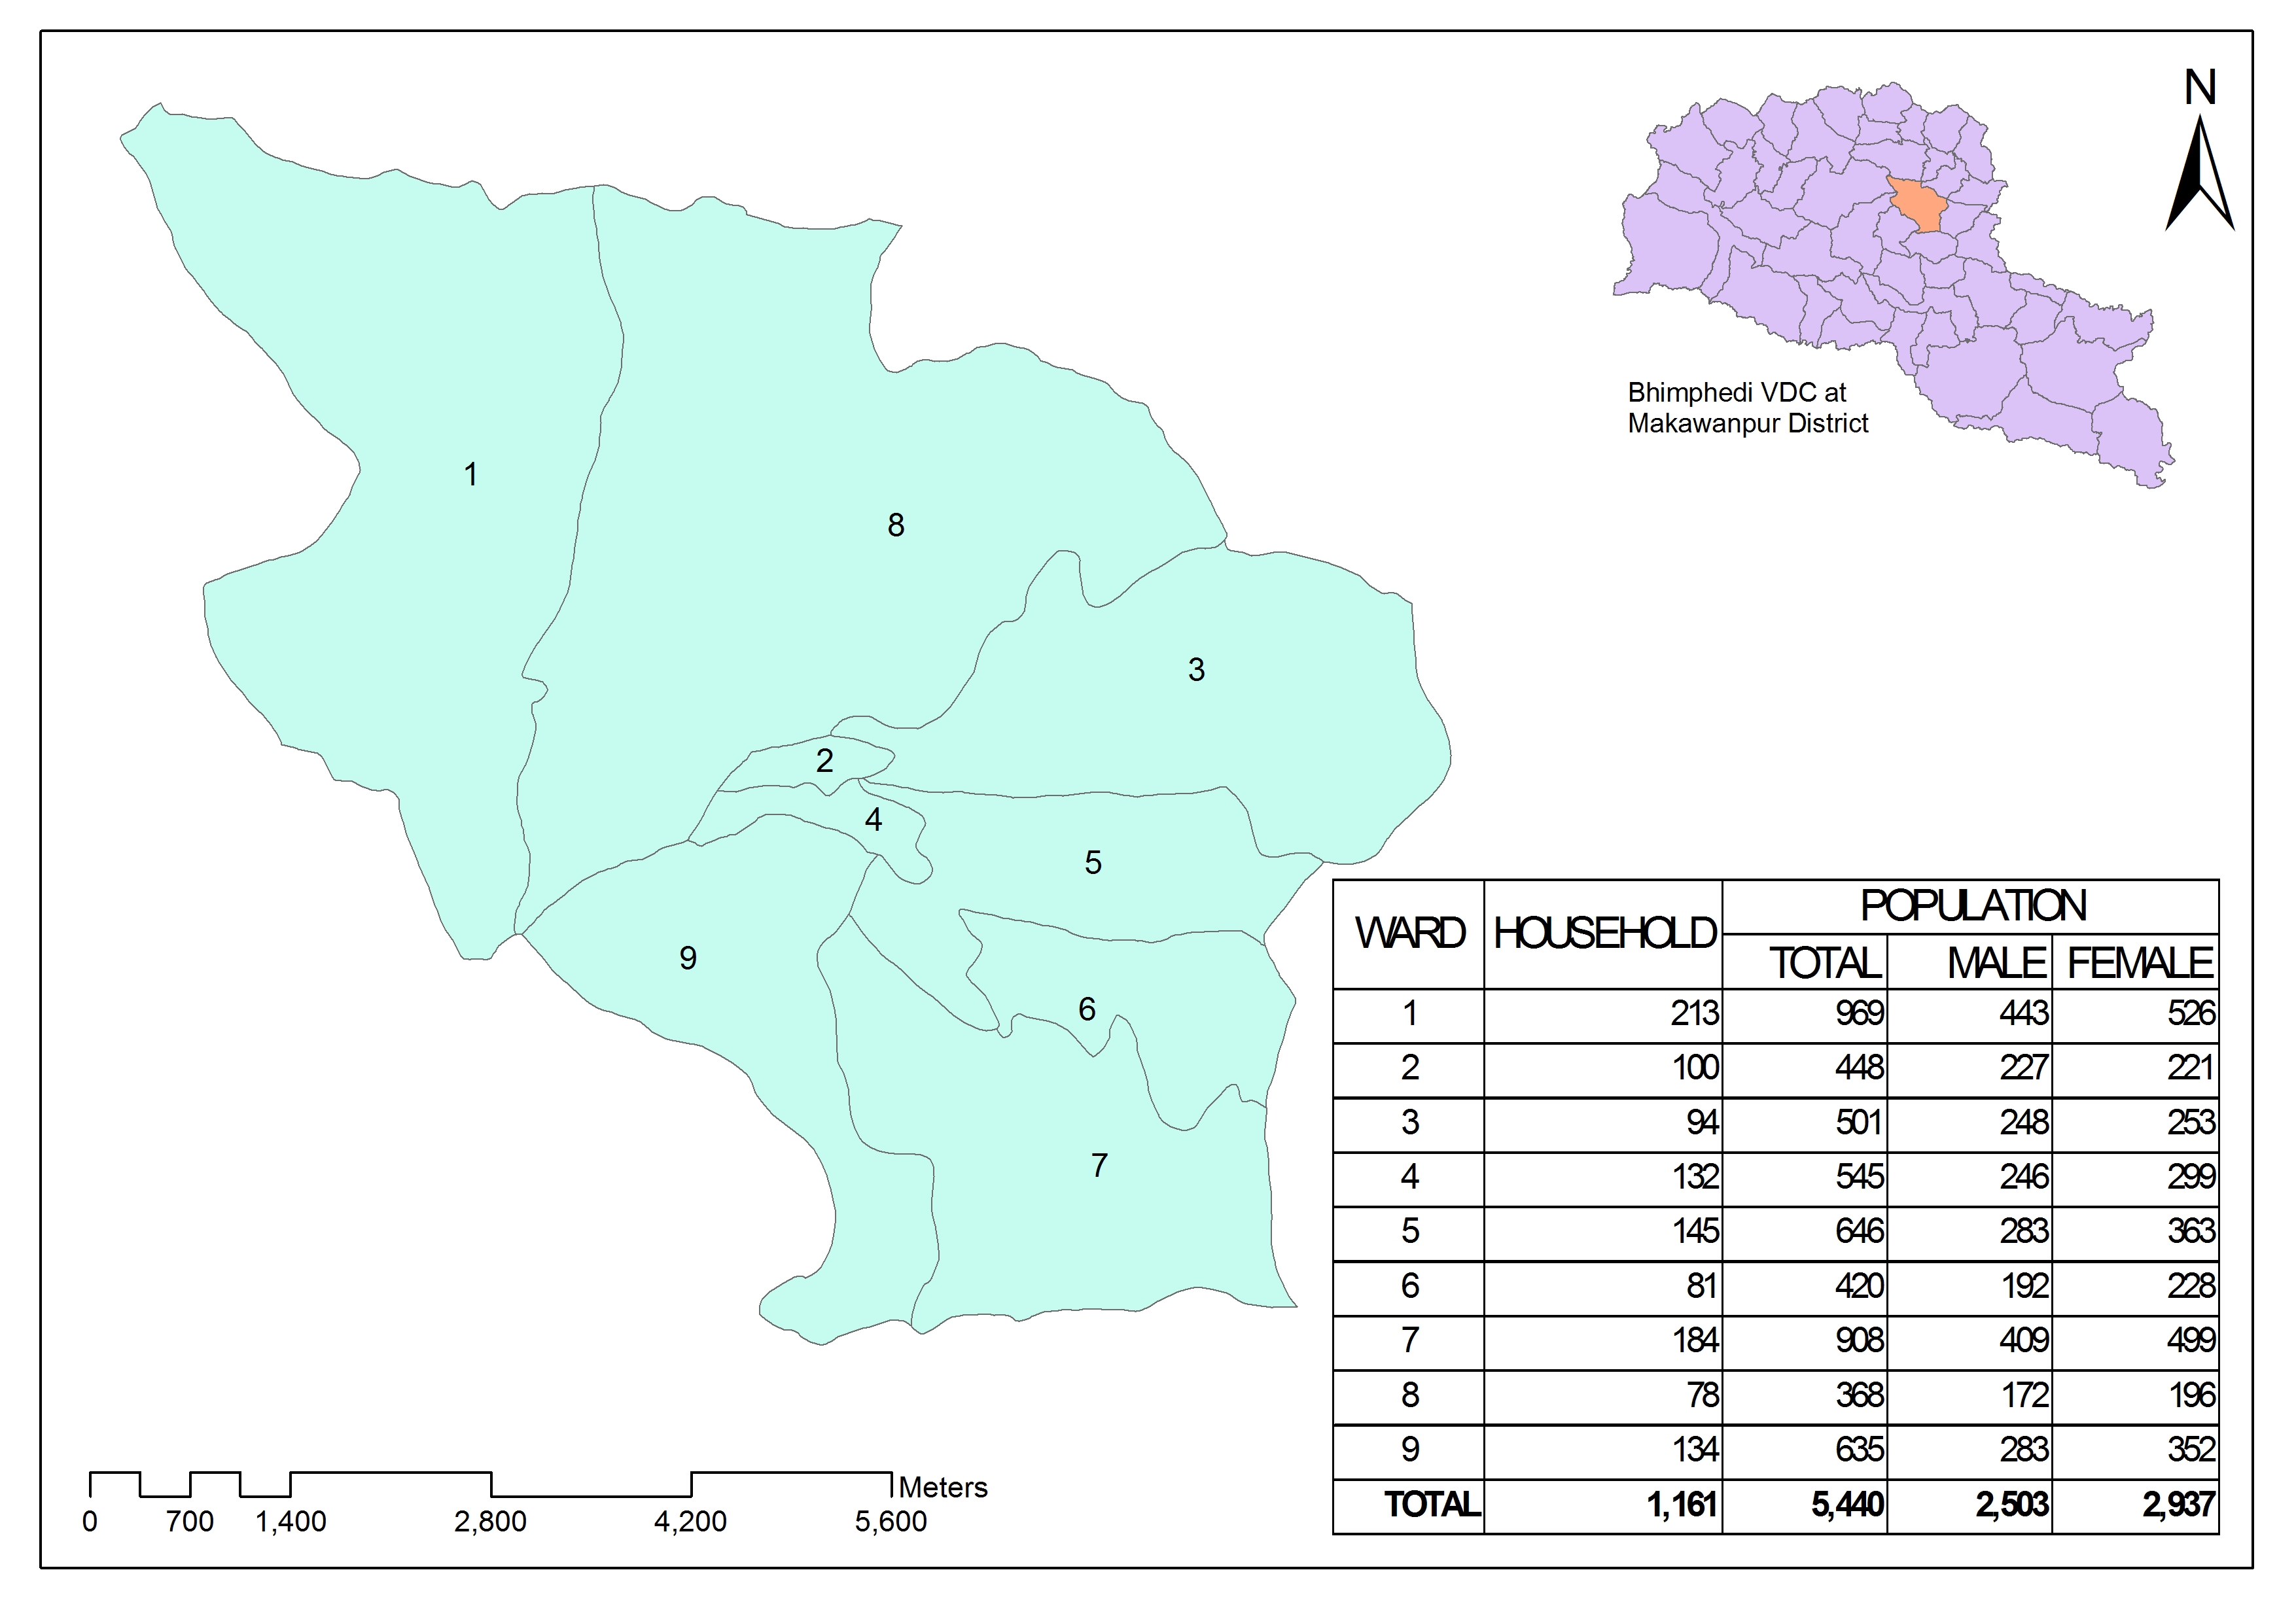 N
Bhimphedi VDC at
Makawanpur District
1
8
3
2
4
5
9
6
7
WARD HOUSEHOLD POPULATION
TOTAL MALE FEMALE
1 213 969 443 526
2 100 448 227 221
3 94 501 248 253
4 132 545 246 299
5 145 646 283 363
6 81 420 192 228
7 184 908 409 499
8 78 368 172 196
9 134 635 283 352
TOTAL 1,161 5,440 2,503 2,937
Meters
0 700 1,400 2,800 4,200 5,600